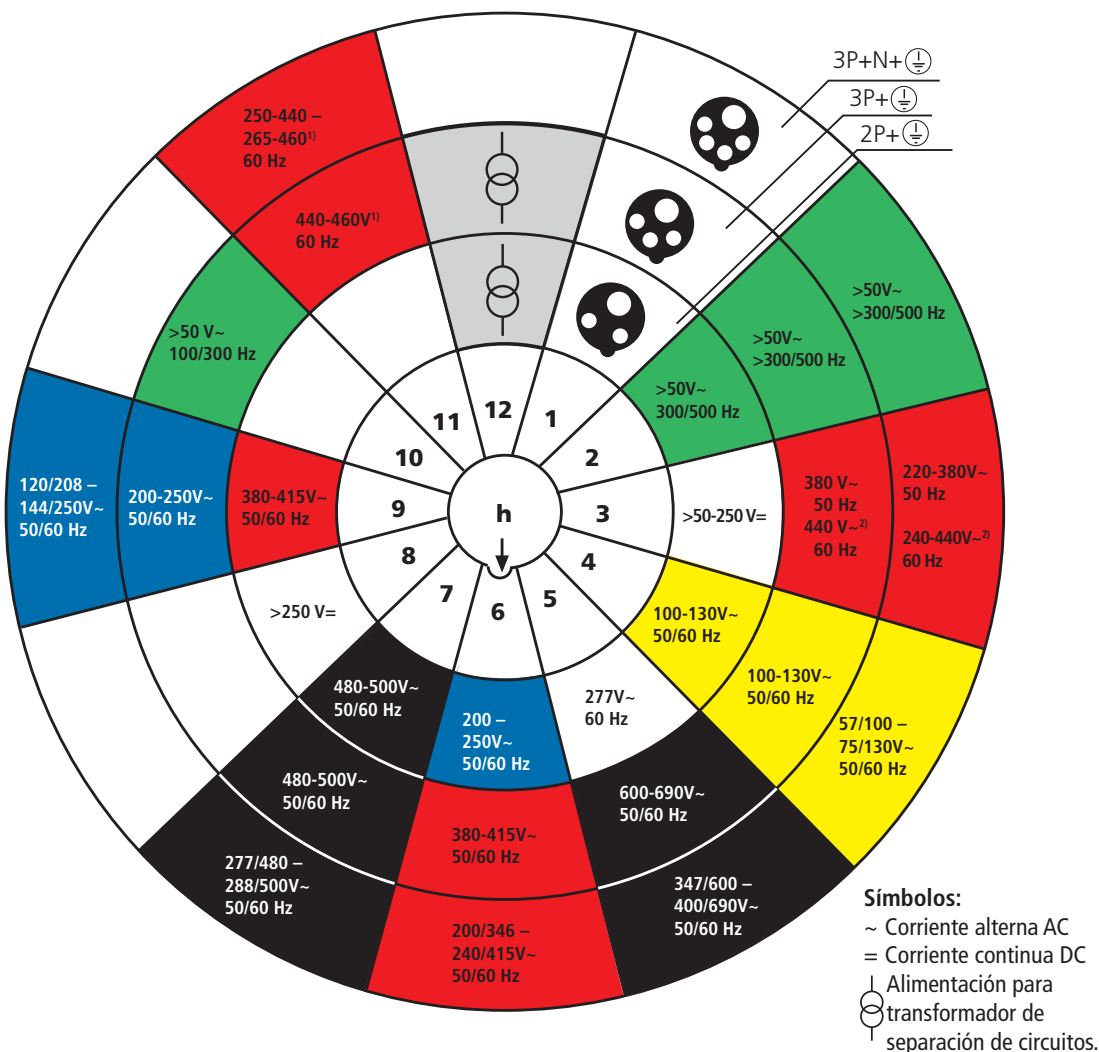 3P+N+
3P+
2P+
250-440 –
265-460¹⁾
60 Hz
440-460V¹⁾
60 Hz
>50 V~
100/300 Hz
>50V~
>300/500 Hz
>50V~
>300/500 Hz
>50V~
300/500 Hz
12
1
2
3
4
5
6
7
8
9
10
11
h
120/208 –
144/250V~
50/60 Hz
200-250V~
50/60 Hz
380-415V~
50/60 Hz
>50-250 V=
380 V~
50 Hz
440 V~²⁾
60 Hz
220-380V~
50 Hz
240-440V~²⁾
60 Hz
>250 V=
100-130V~
50/60 Hz
100-130V~
50/60 Hz
57/100 –
75/130V~
50/60 Hz
480-500V~
50/60 Hz
200 –
250V~
50/60 Hz
277V~
60 Hz
480-500V~
50/60 Hz
380-415V~
50/60 Hz
600-690V~
50/60 Hz
277/480 –
288/500V~
50/60 Hz
200/346 –
240/415V~
50/60 Hz
347/600 –
400/690V~
50/60 Hz
Símbolos:
~ Corriente alterna AC
= Corriente continua DC
Alimentación para
transformador de
separación de circuitos.